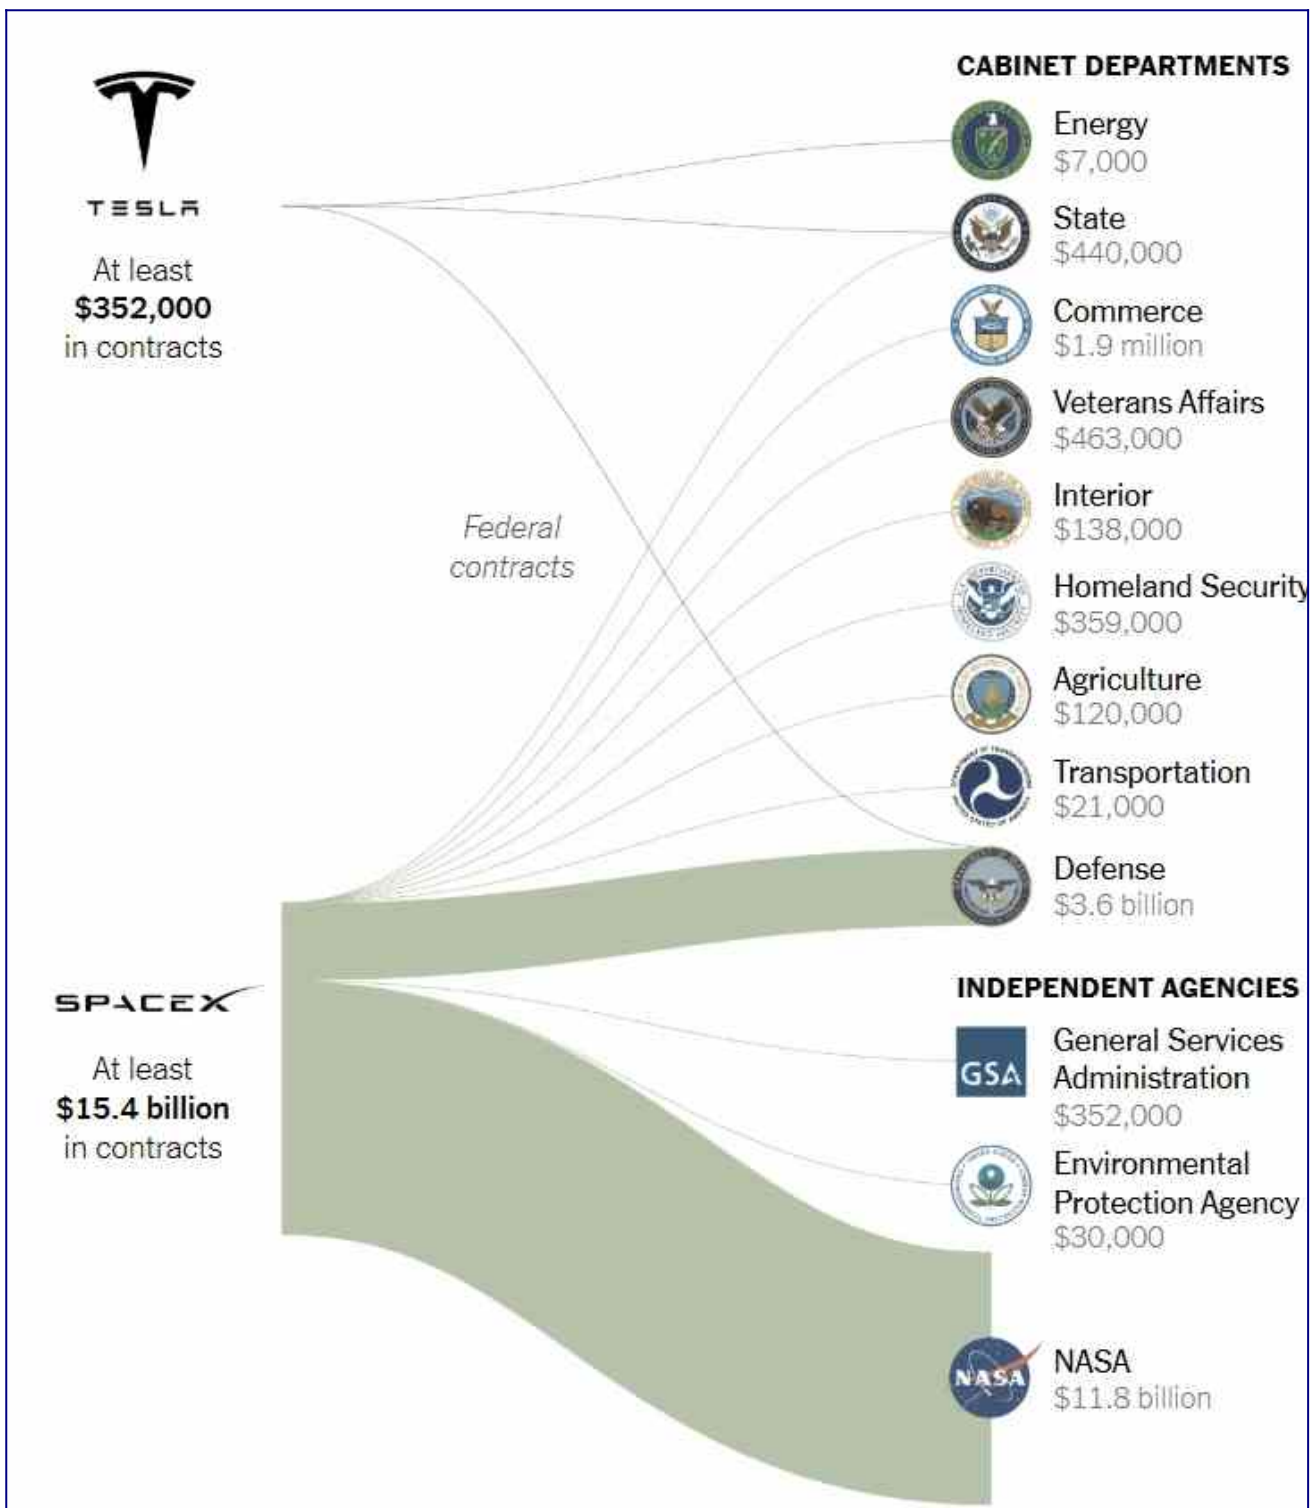 TESLA
At least
$352,000
in contracts
Federal
contracts
SPACEX
At least
$15.4 billion
in contracts
CABINET DEPARTMENTS
Energy
$7,000
State
$440,000
Commerce
$1.9 million
Veterans Affairs
$463,000
Interior
$138,000
Homeland Security
$359,000
Agriculture
$120,000
Transportation
$21,000
Defense
$3.6 billion
INDEPENDENT AGENCIES
GSA
General Services
Administration
$352,000
Environmental
Protection Agency
$30,000
NASA
NASA
$11.8 billion